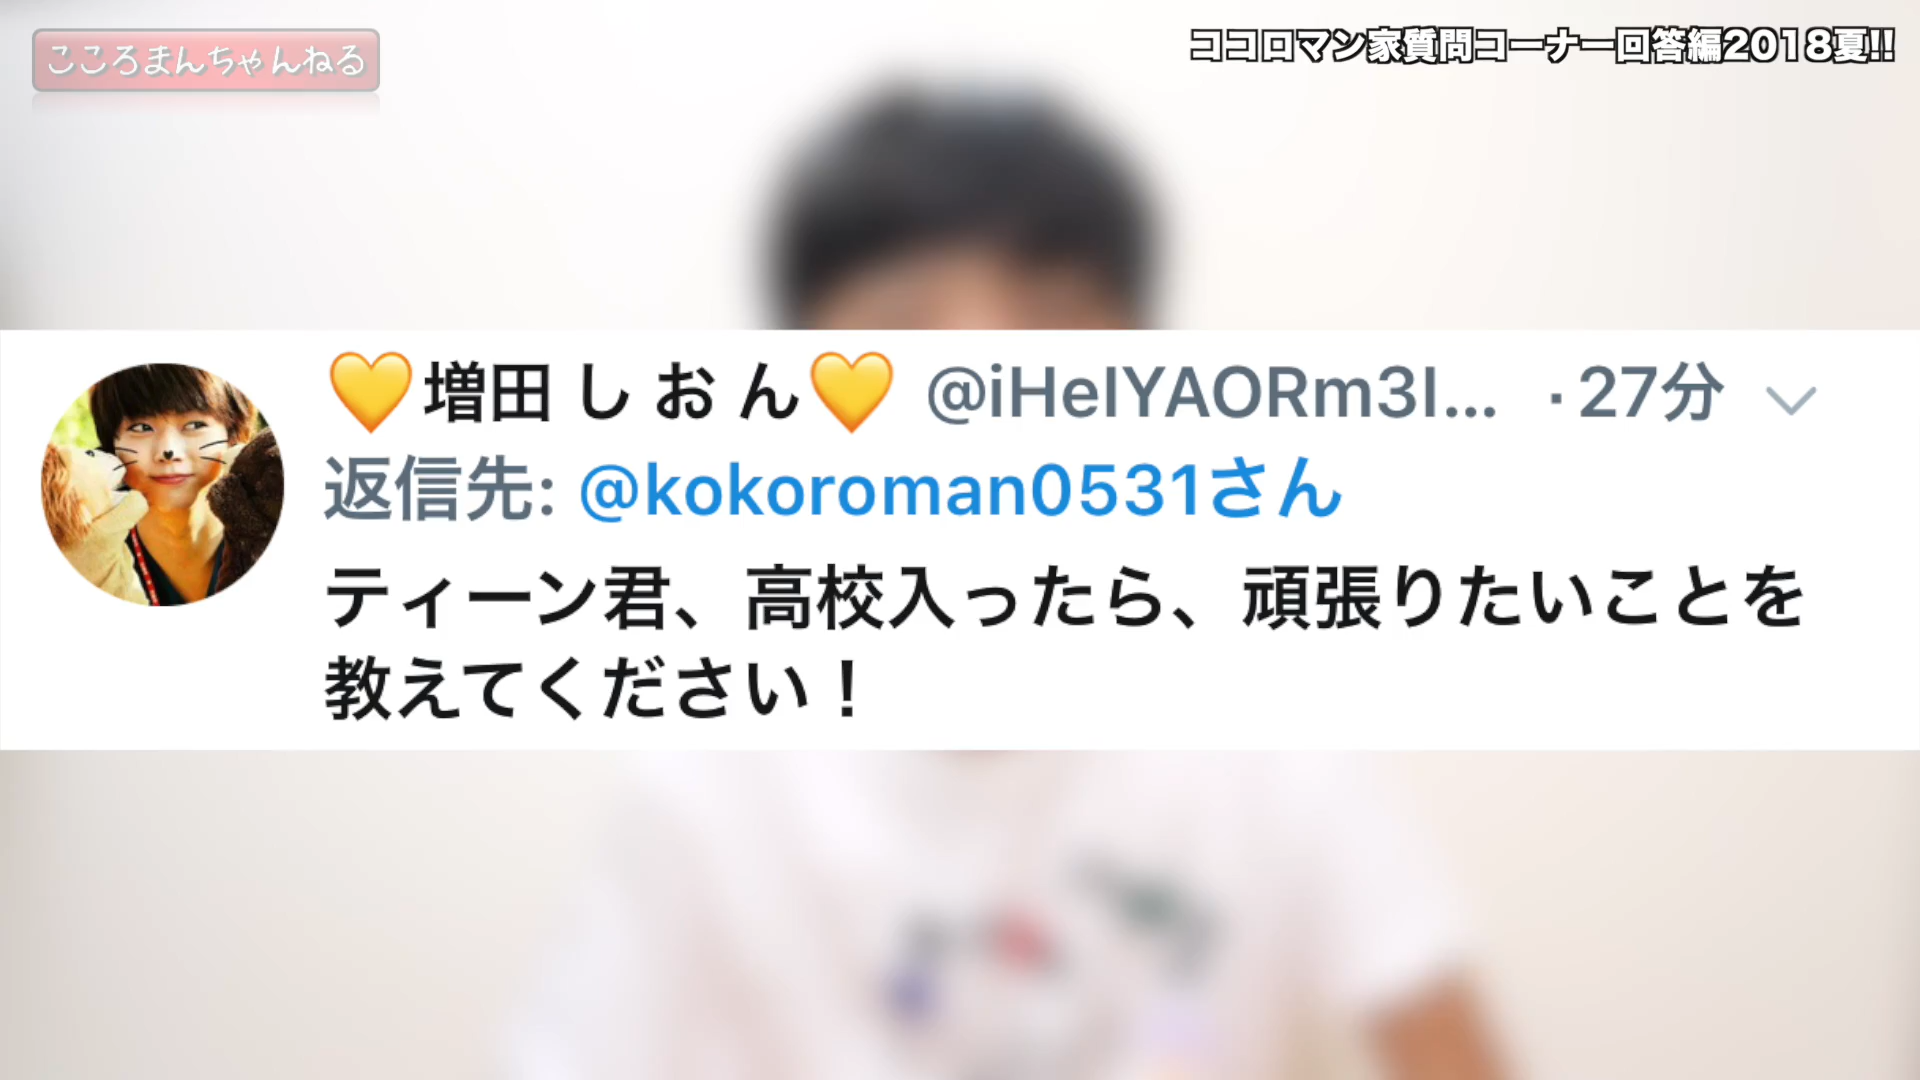 こころまんちゃんねる
ココロマン家質問コーナー回答編2018夏!!
💛増田しおん💛 @iHelYAORm3I... ・27分
返信先: @kokoroman0531さん
ティーン君、高校入ったら、頑張りたいことを
教えてください！